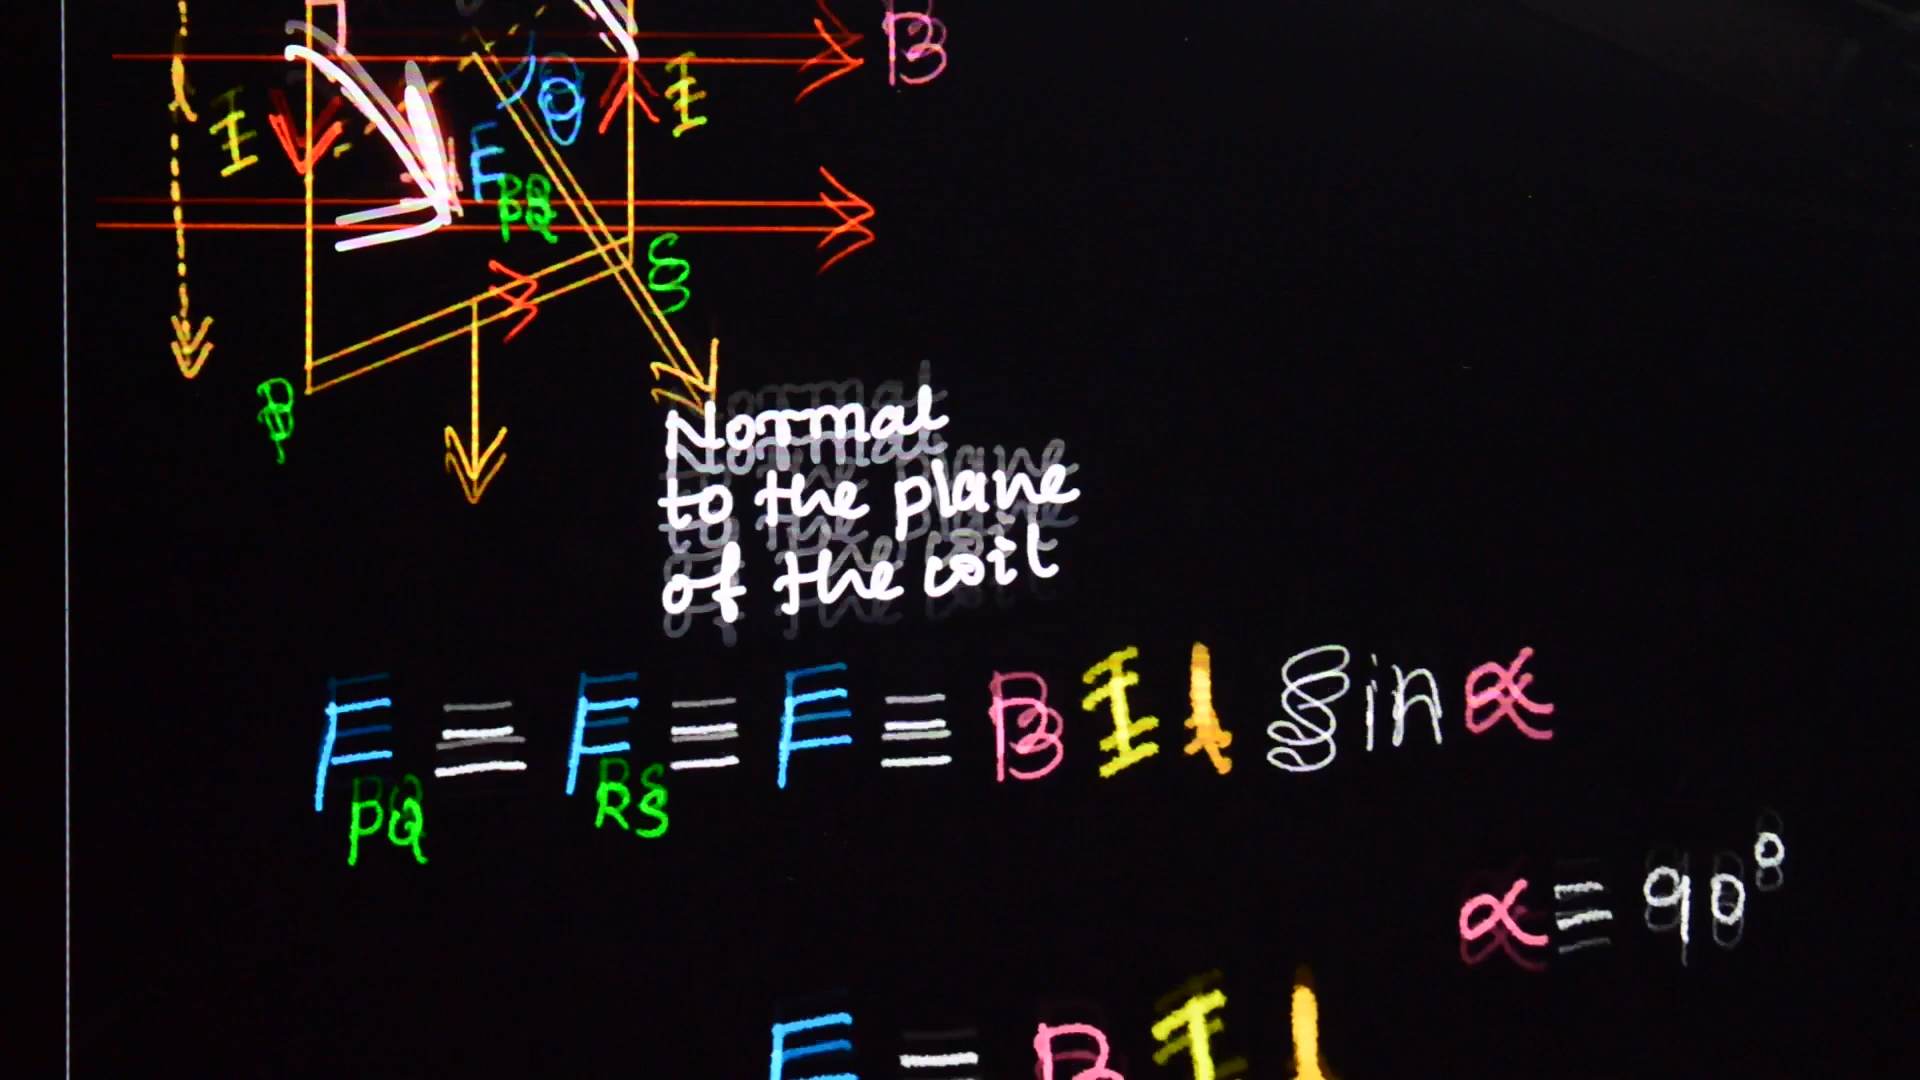 B
I
θ
I
F PQ
S
P
Normal
to the plane
of the coil
F PQ = F RS = F = B I l Sin α
α = 90°
F = B I l